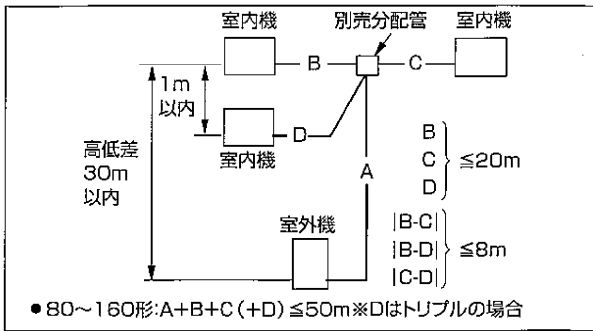 室内機
別売分配管
室内機
B
C
1m
以内
D
室内機
高低差
30m
以内
A
B
C
D
≦20m
室外機
|B-C|
|B-D|
|C-D|
≦8m
●80～160形:A+B+C(+D)≦50m※Dはトリプルの場合